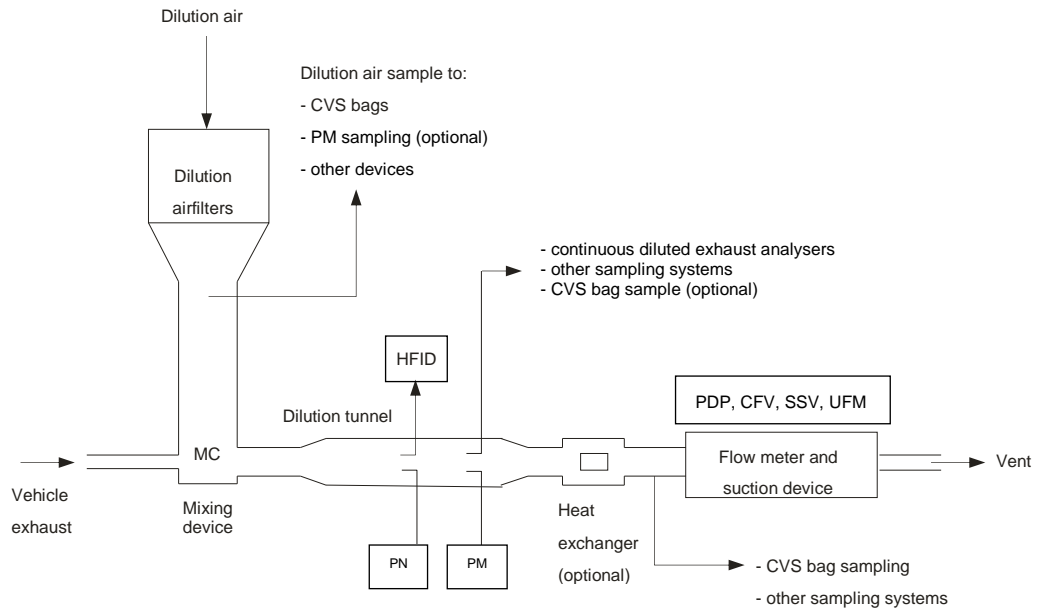 Dilution air
Dilution air sample to:
- CVS bags
- PM sampling (optional)
- other devices
Dilution
airfilters
- continuous diluted exhaust analysers
- other sampling systems
- CVS bag sample (optional)
HFID
PDP, CFV, SSV, UFM
Dilution tunnel
MC
Flow meter and
suction device
Vent
Vehicle
exhaust
Mixing
device
Heat
exchanger
(optional)
PN
PM
- CVS bag sampling
- other sampling systems